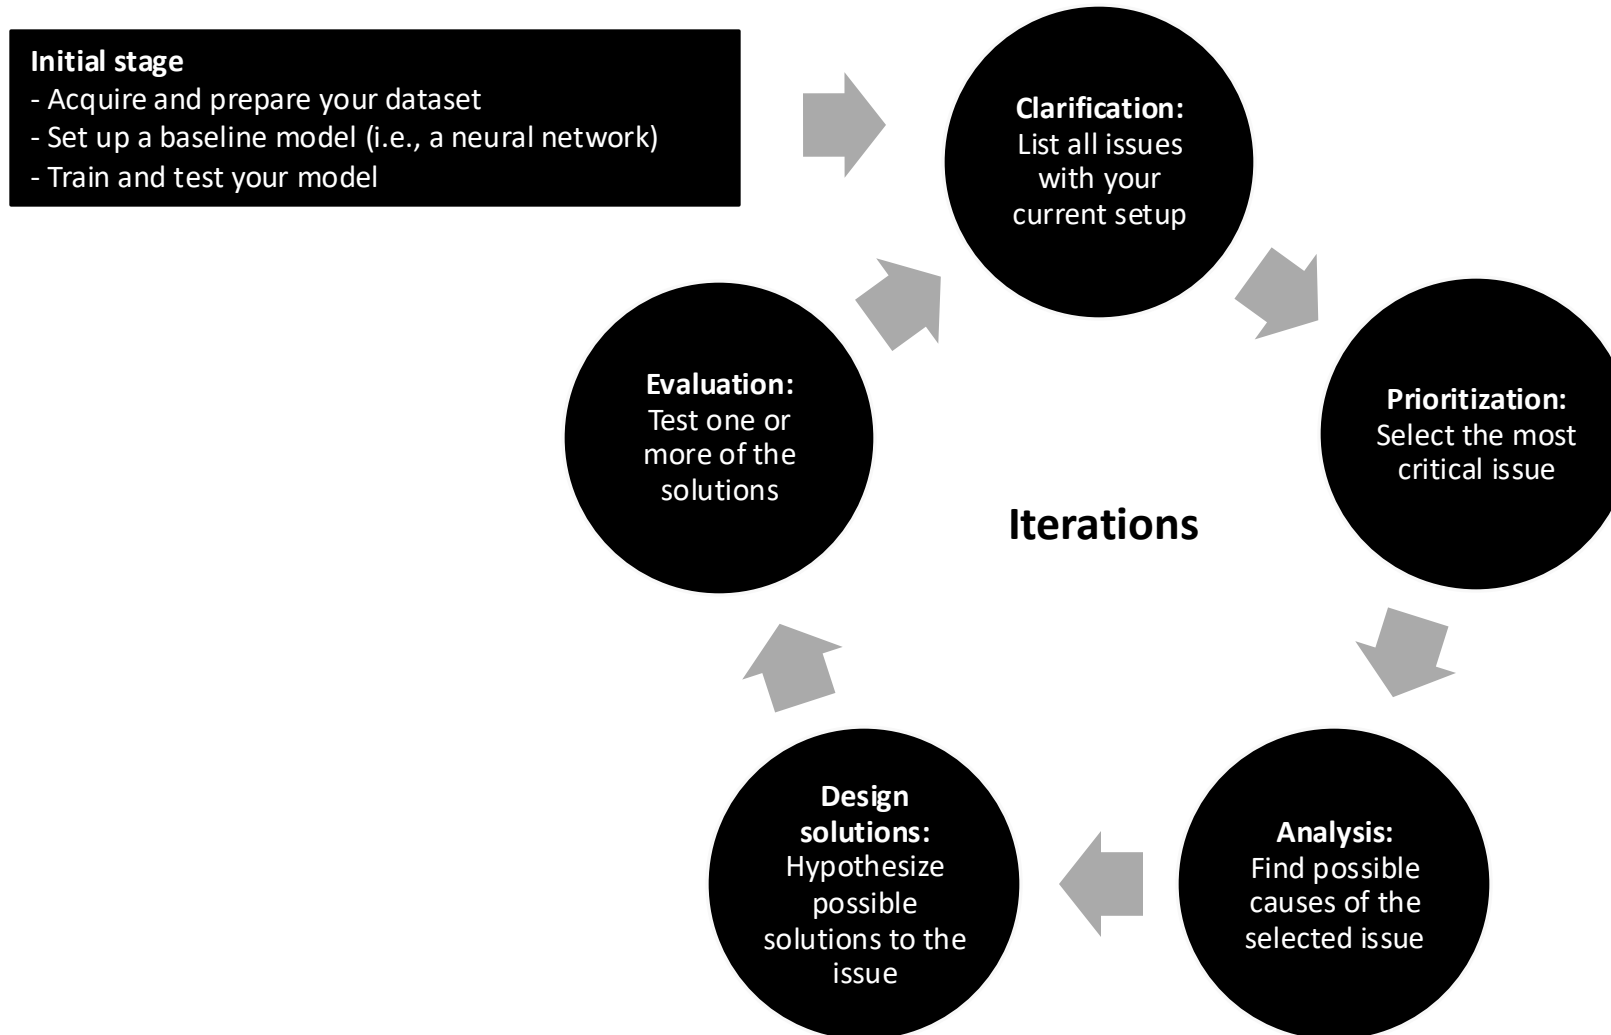 Initial stage
- Acquire and prepare your dataset
- Set up a baseline model (i.e., a neural network)
- Train and test your model
Clarification:
List all issues
with your
current setup
Prioritization:
Select the most
critical issue
Analysis:
Find possible
causes of the
selected issue
Design
solutions:
Hypothesize
possible
solutions to the
issue
Evaluation:
Test one or
more of the
solutions
Iterations